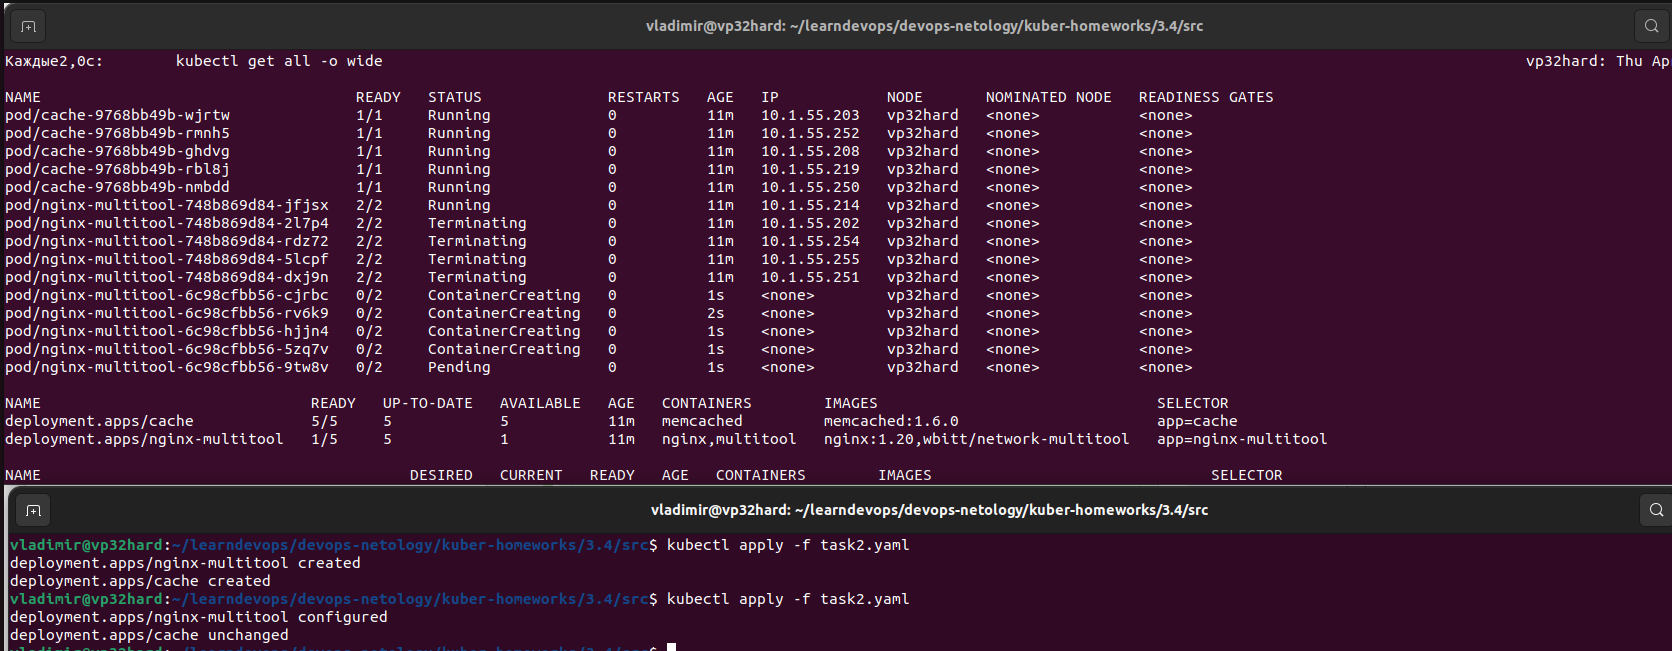 vladimir@vp32hard: ~/learndevops/devops-netology/kuber-homeworks/3.4/src
Каждые2,0с: kubectl get all -o wide vp32hard: Thu Ap
NAME READY STATUS RESTARTS AGE IP NODE NOMINATED NODE READINESS GATES
pod/cache-9768bb49b-wjrtw 1/1 Running 0 11m 10.1.55.203 vp32hard <none> <none>
pod/cache-9768bb49b-rmnh5 1/1 Running 0 11m 10.1.55.252 vp32hard <none> <none>
pod/cache-9768bb49b-ghdvg 1/1 Running 0 11m 10.1.55.208 vp32hard <none> <none>
pod/cache-9768bb49b-rbl8j 1/1 Running 0 11m 10.1.55.219 vp32hard <none> <none>
pod/cache-9768bb49b-nmbdd 1/1 Running 0 11m 10.1.55.250 vp32hard <none> <none>
pod/nginx-multitool-748b869d84-jfjsx 2/2 Running 0 11m 10.1.55.214 vp32hard <none> <none>
pod/nginx-multitool-748b869d84-2l7p4 2/2 Terminating 0 11m 10.1.55.202 vp32hard <none> <none>
pod/nginx-multitool-748b869d84-rdz72 2/2 Terminating 0 11m 10.1.55.254 vp32hard <none> <none>
pod/nginx-multitool-748b869d84-5lcpf 2/2 Terminating 0 11m 10.1.55.255 vp32hard <none> <none>
pod/nginx-multitool-748b869d84-dxj9n 2/2 Terminating 0 11m 10.1.55.251 vp32hard <none> <none>
pod/nginx-multitool-6c98cfbb56-cjrbc 0/2 ContainerCreating 0 1s <none> vp32hard <none> <none>
pod/nginx-multitool-6c98cfbb56-rv6k9 0/2 ContainerCreating 0 2s <none> vp32hard <none> <none>
pod/nginx-multitool-6c98cfbb56-hjjn4 0/2 ContainerCreating 0 1s <none> vp32hard <none> <none>
pod/nginx-multitool-6c98cfbb56-5zq7v 0/2 ContainerCreating 0 1s <none> vp32hard <none> <none>
pod/nginx-multitool-6c98cfbb56-9tw8v 0/2 Pending 0 1s <none> vp32hard <none> <none>
NAME READY UP-TO-DATE AVAILABLE AGE CONTAINERS IMAGES SELECTOR
deployment.apps/cache 5/5 5 5 11m memcached memcached:1.6.0 app=cache
deployment.apps/nginx-multitool 1/5 5 1 11m nginx,multitool nginx:1.20,wbitt/network-multitool app=nginx-multitool
NAME DESIRED CURRENT READY AGE CONTAINERS IMAGES SELECTOR
vladimir@vp32hard: ~/learndevops/devops-netology/kuber-homeworks/3.4/src
vladimir@vp32hard:~/learndevops/devops-netology/kuber-homeworks/3.4/src$ kubectl apply -f task2.yaml
deployment.apps/nginx-multitool created
deployment.apps/cache created
vladimir@vp32hard:~/learndevops/devops-netology/kuber-homeworks/3.4/src$ kubectl apply -f task2.yaml
deployment.apps/nginx-multitool configured
deployment.apps/cache unchanged
vladimir@vp32hard:~/learndevops/devops-netology/kuber-homeworks/3.4/src$